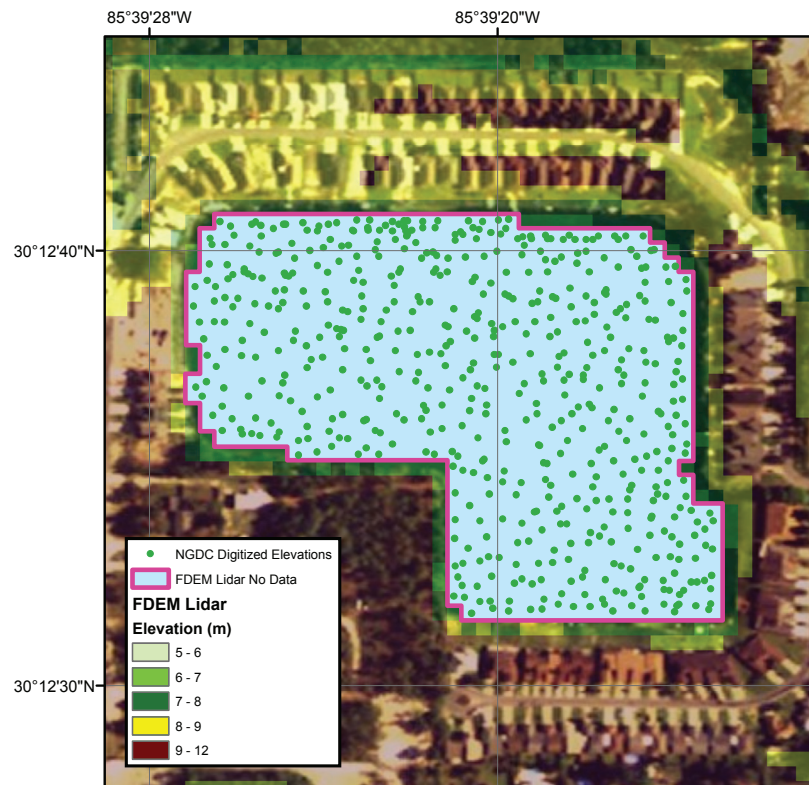 85°39'28"W
85°39'20"W
30°12'40"N
30°12'30"N
NGDC Digitized Elevations
FDEM Lidar No Data
FDEM Lidar
Elevation (m)
5 - 6
6 - 7
7 - 8
8 - 9
9 - 12